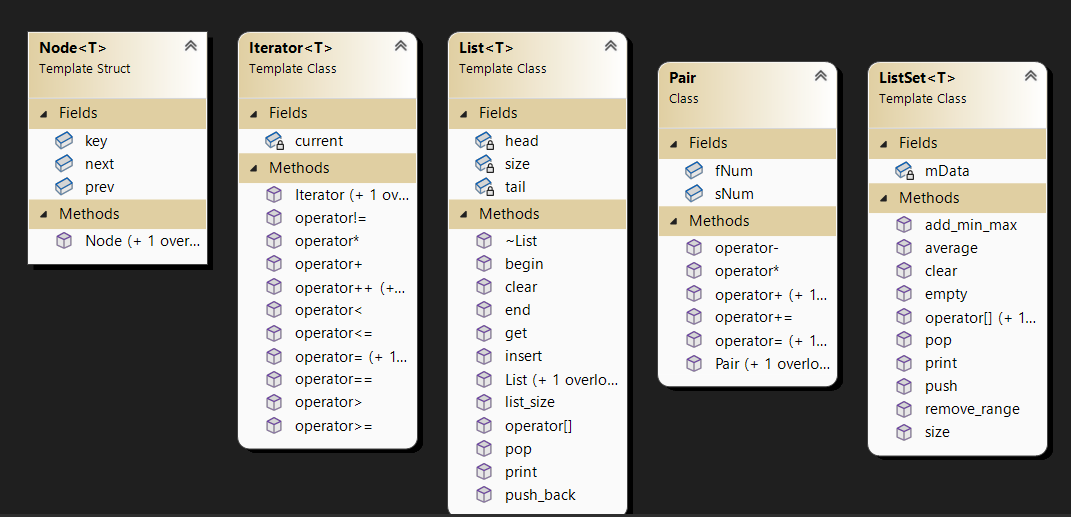 Node<T>
Template Struct
Fields
key
next
prev
Methods
Node (+ 1 over...
Iterator<T>
Template Class
Fields
current
Methods
Iterator (+ 1 ov...
operator!=
operator*
operator+
operator++ (+...
operator<
operator<=
operator= (+ 1...
operator==
operator>
operator>=
List<T>
Template Class
Fields
head
size
tail
Methods
~List
begin
clear
end
get
insert
List (+ 1 overlo...
list_size
operator[]
pop
print
push_back
Pair
Class
Fields
fNum
sNum
Methods
operator-
operator*
operator+ (+ 1...
operator+=
operator= (+ 1...
Pair (+ 1 overlo...
ListSet<T>
Template Class
Fields
mData
Methods
add_min_max
average
clear
empty
operator[] (+ 1...
pop
print
push
remove_range
size